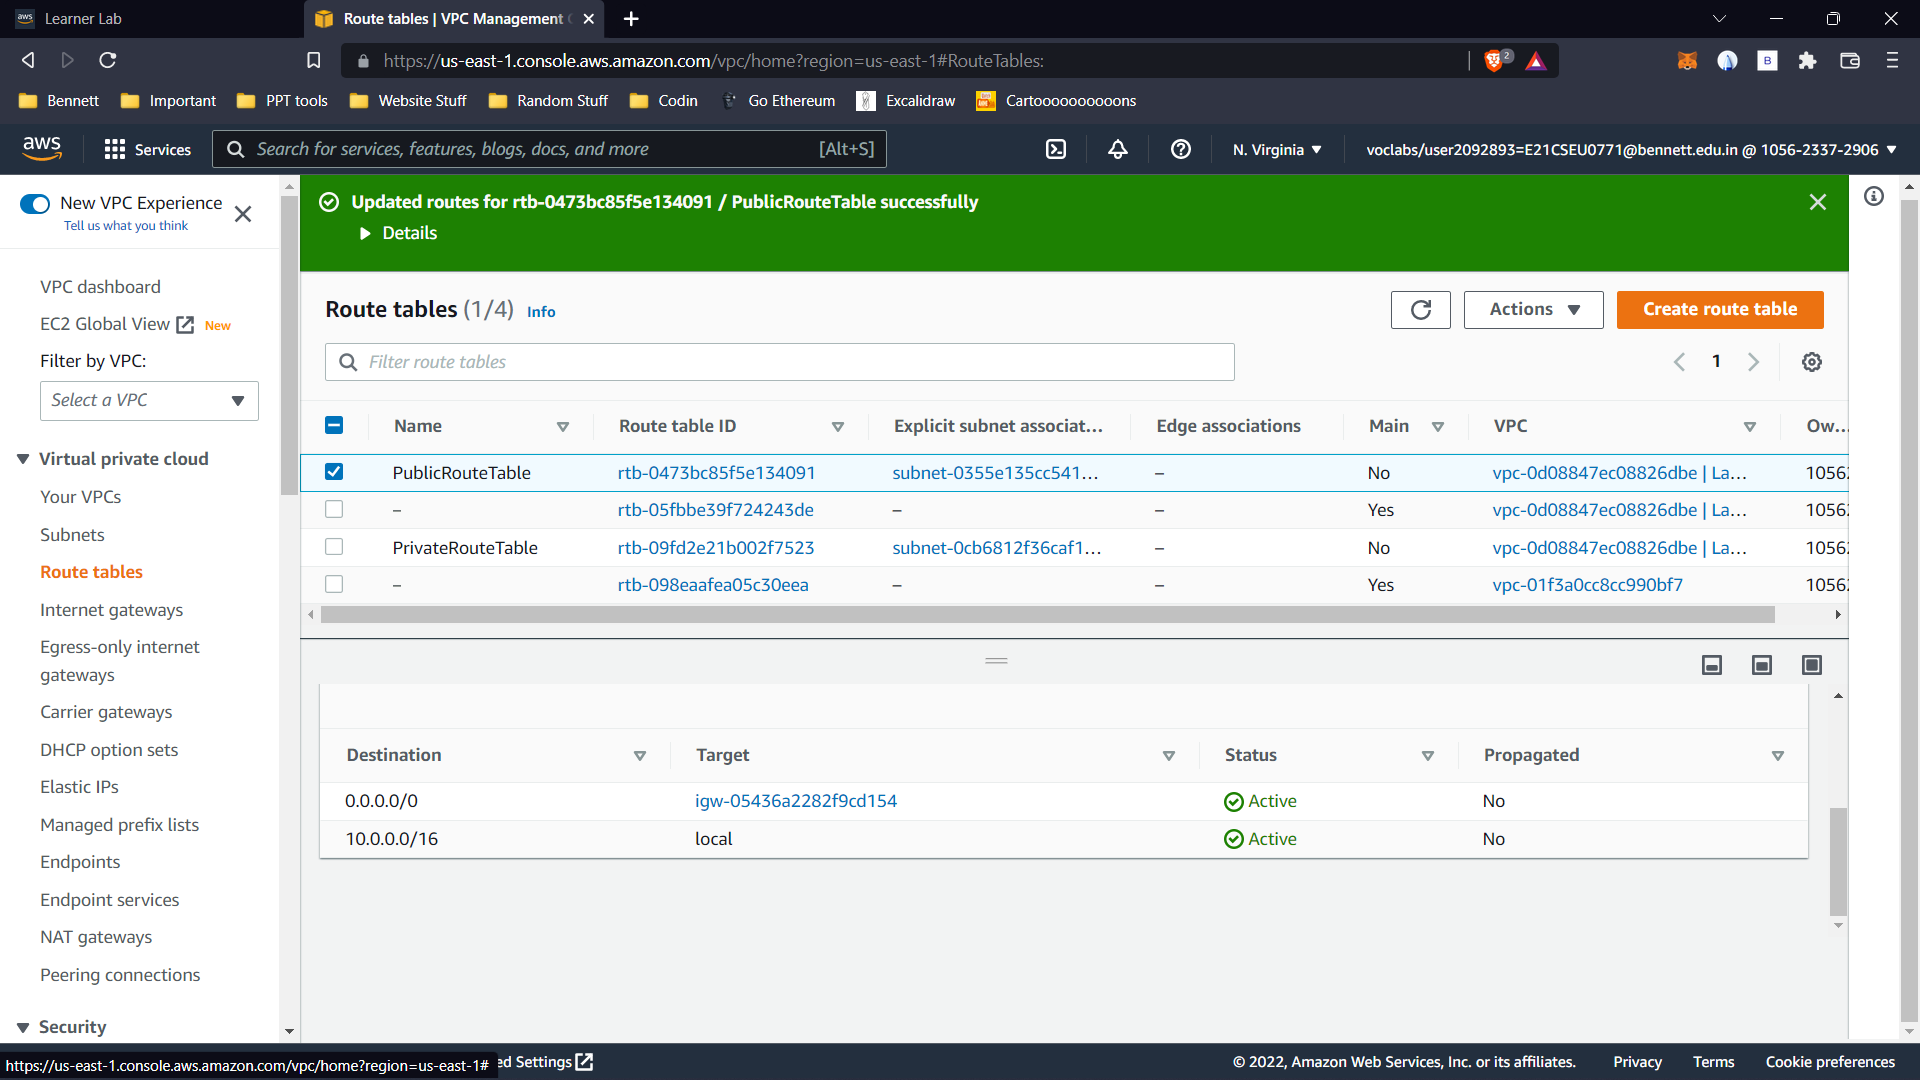 Learner Lab
Route tables | VPC Management
https://us-east-1.console.aws.amazon.com/vpc/home?region=us-east-1#RouteTables:
2
B
Bennett
Important
PPT tools
Website Stuff
Random Stuff
Codin
Go Ethereum
Excalidraw
Cartoooooooooons
aws
Services
Search for services, features, blogs, docs, and more
[Alt+S]
N. Virginia
voclabs/user2092893=E21CSEU0771@bennett.edu.in @ 1056-2337-2906
New VPC Experience
Tell us what you think
VPC dashboard
EC2 Global View New
Filter by VPC:
Select a VPC
Virtual private cloud
Your VPCs
Subnets
Route tables
Internet gateways
Egress-only internet
gateways
Carrier gateways
DHCP option sets
Elastic IPs
Managed prefix lists
Endpoints
Endpoint services
NAT gateways
Peering connections
Security
Updated routes for rtb-0473bc85f5e134091 / PublicRouteTable successfully
Details
Route tables (1/4) Info
Actions
Create route table
Filter route tables
1
Name Route table ID Explicit subnet associat... Edge associations Main VPC Ow...
PublicRouteTable rtb-0473bc85f5e134091 subnet-0355e135cc541... – No vpc-0d08847ec08826dbe | La... 1056
– rtb-05fbbe39f724243de – – Yes vpc-0d08847ec08826dbe | La... 1056
PrivateRouteTable rtb-09fd2e21b002f7523 subnet-0cb6812f36caf1... – No vpc-0d08847ec08826dbe | La... 1056
– rtb-098eaafea05c30eea – – Yes vpc-01f3a0cc8cc990bf7 1056
Destination Target Status Propagated
0.0.0.0/0 igw-05436a2282f9cd154 Active No
10.0.0.0/16 local Active No
https://us-east-1.console.aws.amazon.com/vpc/home?region=us-east-1#
ed Settings
© 2022, Amazon Web Services, Inc. or its affiliates.
Privacy
Terms
Cookie preferences